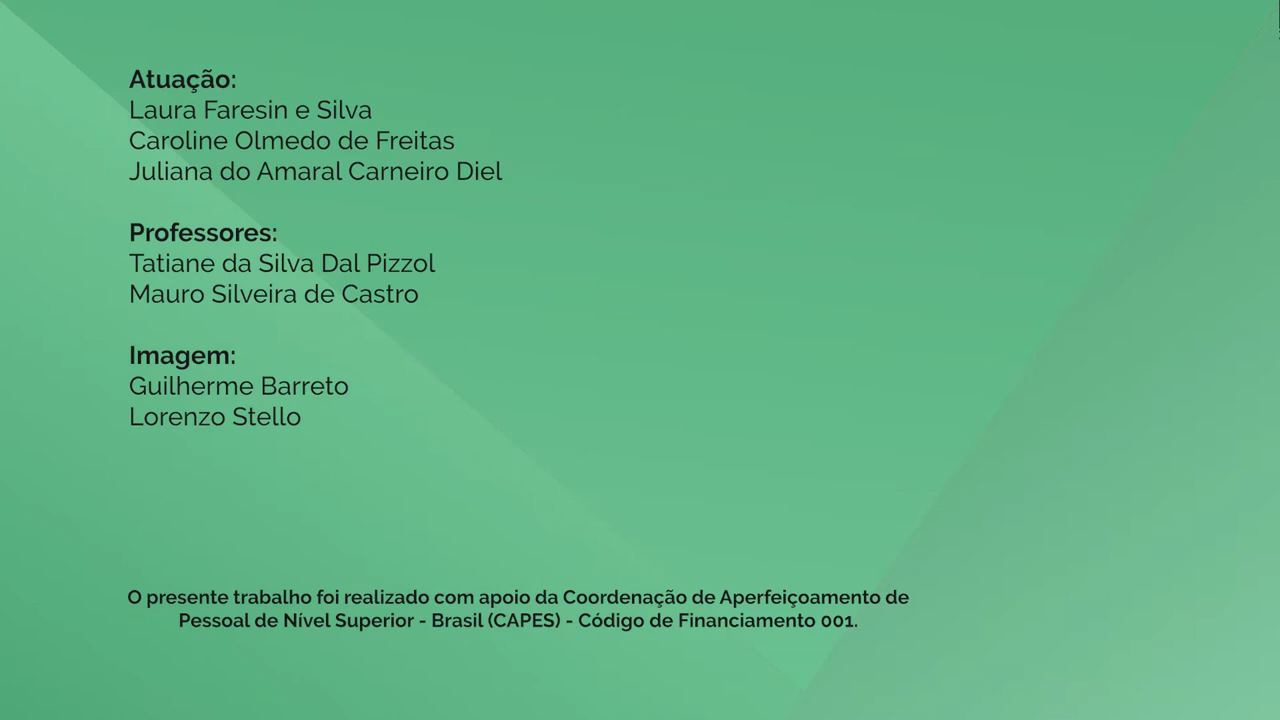 Atuação:
Laura Faresin e Silva
Caroline Olmedo de Freitas
Juliana do Amaral Carneiro Diel
Professores:
Tatiane da Silva Dal Pizzol
Mauro Silveira de Castro
Imagem:
Guilherme Barreto
Lorenzo Stello
O presente trabalho foi realizado com apoio da Coordenação de Aperfeiçoamento de
Pessoal de Nível Superior - Brasil (CAPES) - Código de Financiamento 001.